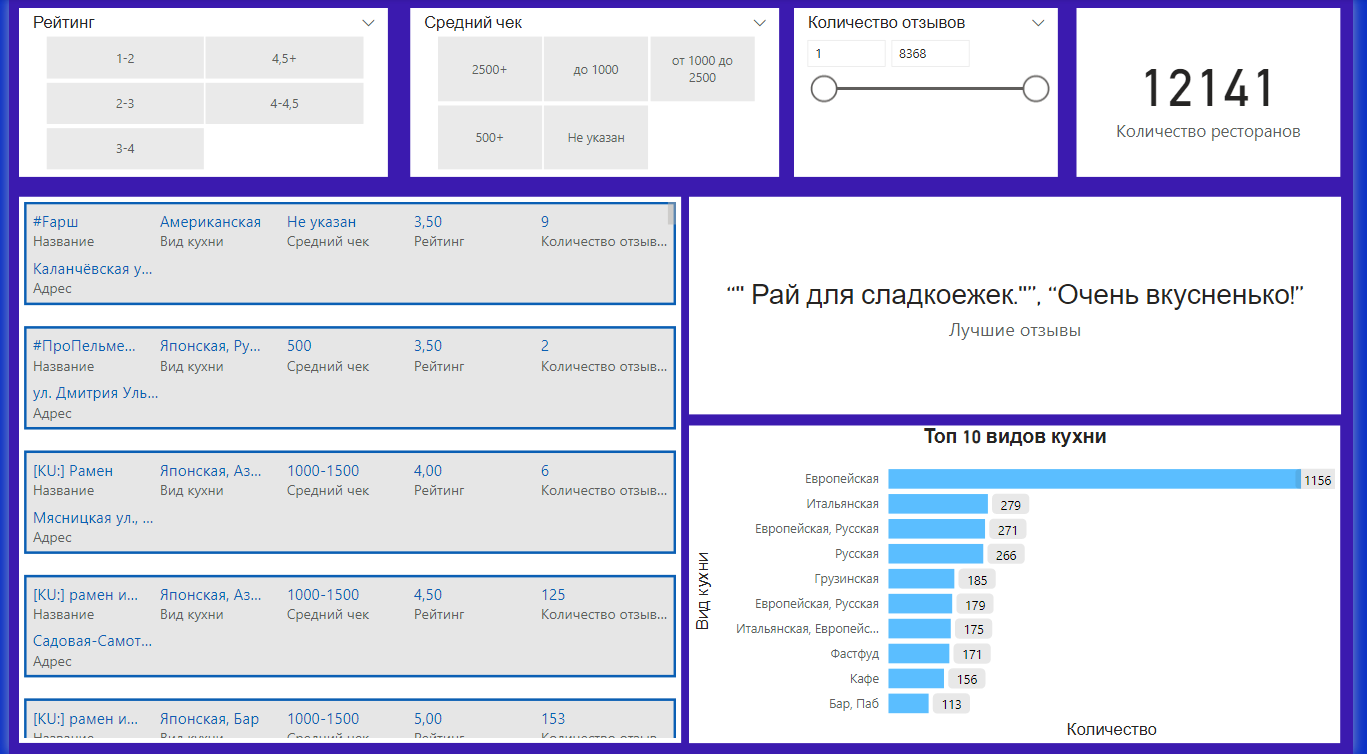 Рейтинг
1-2
4,5+
2-3
4-4,5
3-4
Средний чек
2500+
до 1000
от 1000 до
2500
500+
Не указан
Количество отзывов
1
8368
12141
Количество ресторанов
#Fарш
Американская
Не указан
3,50
9
Название
Вид кухни
Средний чек
Рейтинг
Количество отзыв...
Каланчёвская у...
Адрес
#ПроПельме...
Японская, Ру...
500
3,50
2
Название
Вид кухни
Средний чек
Рейтинг
Количество отзыв...
ул. Дмитрия Уль...
Адрес
[KU:] Рамен
Японская, Аз...
1000-1500
4,00
6
Название
Вид кухни
Средний чек
Рейтинг
Количество отзыв...
Мясницкая ул., ...
Адрес
[KU:] рамен и...
Японская, Аз...
1000-1500
4,50
125
Название
Вид кухни
Средний чек
Рейтинг
Количество отзыв...
Садовая-Самот...
Адрес
[KU:] рамен и...
Японская, Бар
1000-1500
5,00
153
Название
Вид кухни
Средний чек
Рейтинг
Количество отзыв...
“" Рай для сладкоежек."”, “Очень вкусненько!”
Лучшие отзывы
Топ 10 видов кухни
Вид кухни
Европейская
1156
Итальянская
279
Европейская, Русская
271
Русская
266
Грузинская
185
Европейская, Русская
179
Итальянская, Европейс...
175
Фастфуд
171
Кафе
156
Бар, Паб
113
Количество